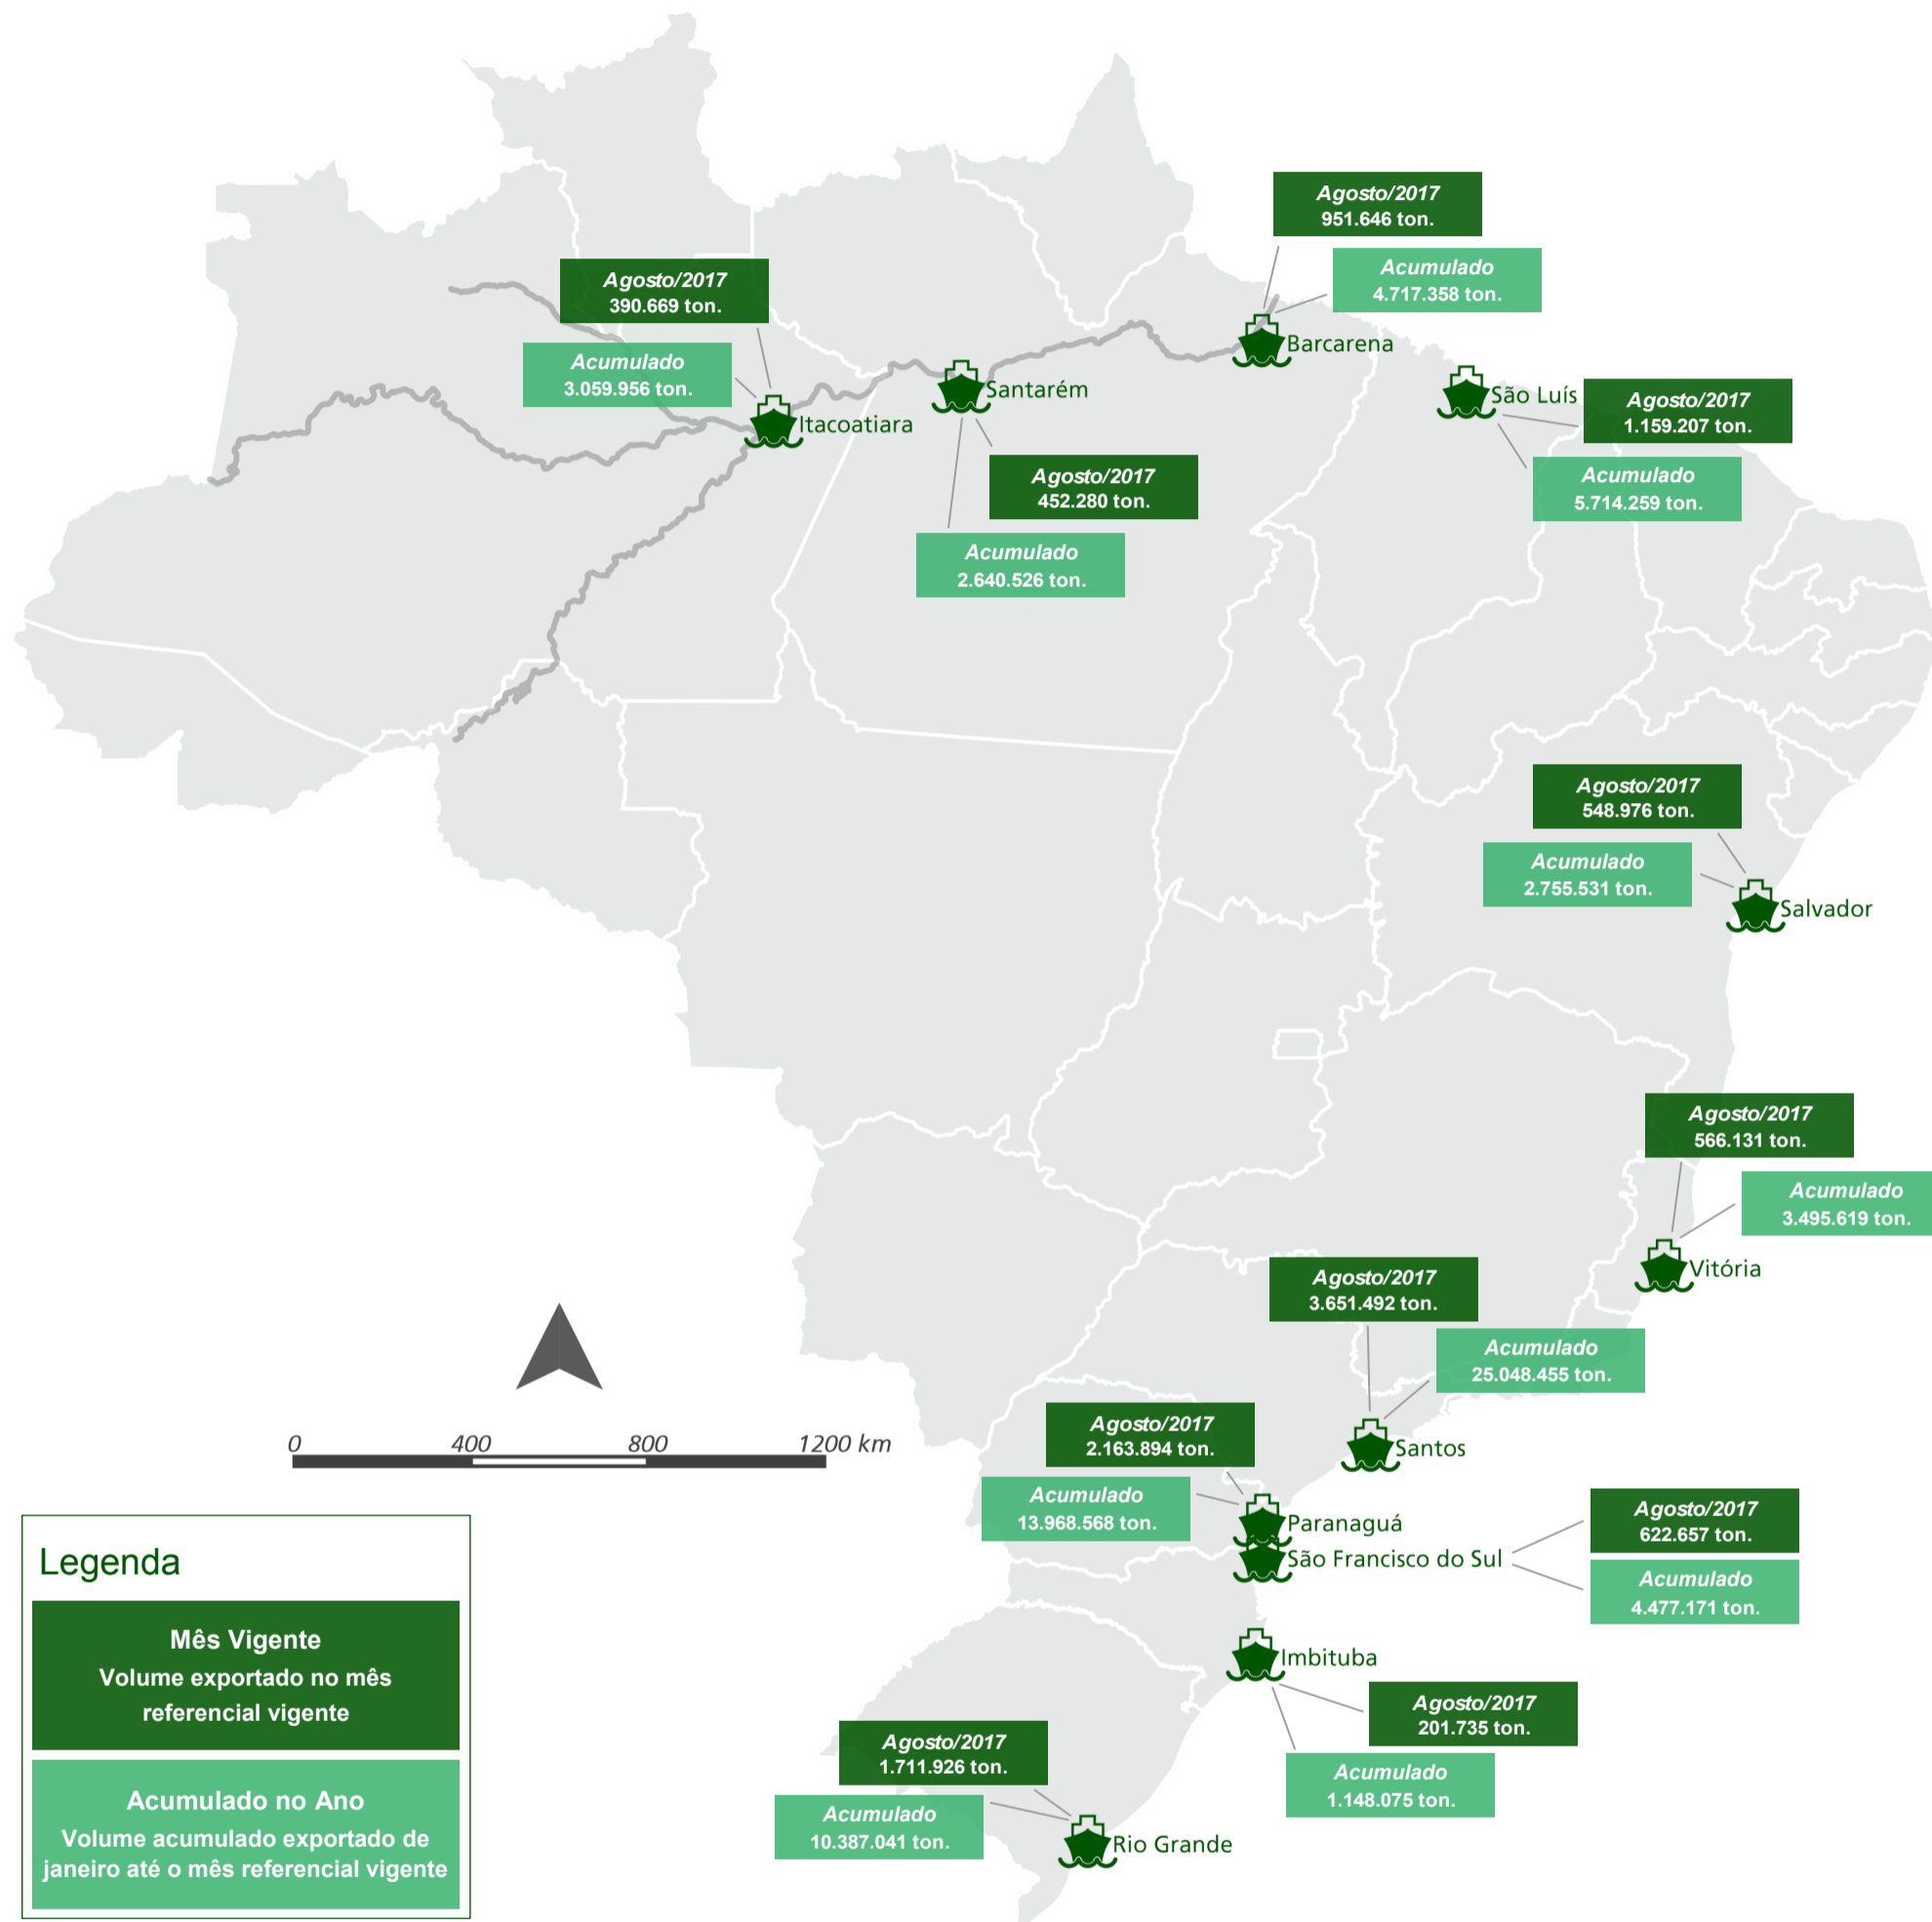 Agosto/2017
951.646 ton.
Acumulado
4.717.358 ton.
Barcarena
Agosto/2017
390.669 ton.
Acumulado
3.059.956 ton.
Itacoatiara
Santarém
Agosto/2017
452.280 ton.
Acumulado
2.640.526 ton.
São Luís
Agosto/2017
1.159.207 ton.
Acumulado
5.714.259 ton.
Agosto/2017
548.976 ton.
Acumulado
2.755.531 ton.
Salvador
Agosto/2017
566.131 ton.
Acumulado
3.495.619 ton.
Vitória
Agosto/2017
3.651.492 ton.
Acumulado
25.048.455 ton.
Santos
Agosto/2017
2.163.894 ton.
Acumulado
13.968.568 ton.
Paranaguá
São Francisco do Sul
Agosto/2017
622.657 ton.
Acumulado
4.477.171 ton.
Imbituba
Agosto/2017
201.735 ton.
Acumulado
1.148.075 ton.
Agosto/2017
1.711.926 ton.
Acumulado
10.387.041 ton.
Rio Grande
0 400 800 1200 km
Legenda
Mês Vigente
Volume exportado no mês
referencial vigente
Acumulado no Ano
Volume acumulado exportado de
janeiro até o mês referencial vigente